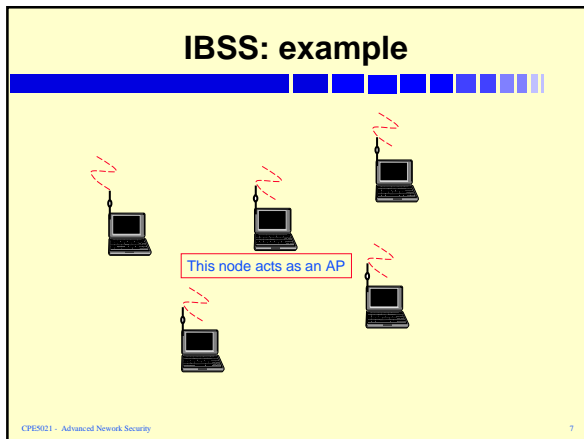 IBSS: example
This node acts as an AP
CPE5021 - Advanced Nework Security
7